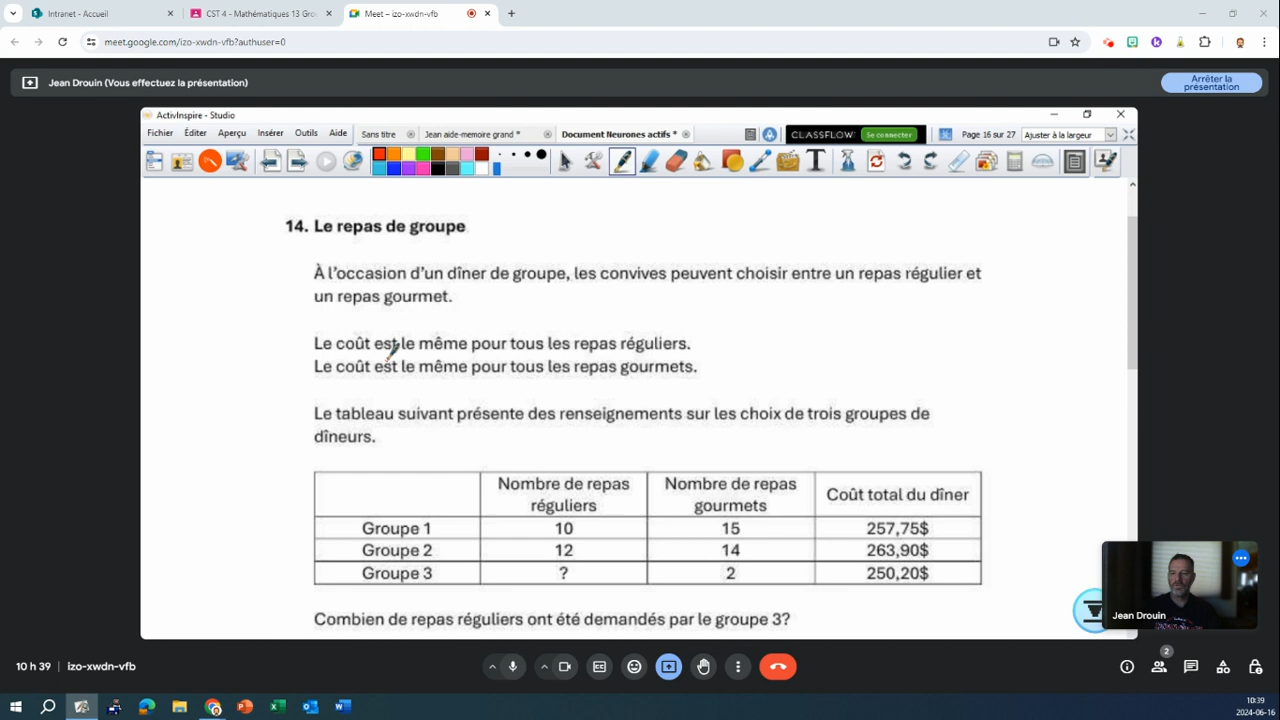 Intranet - Accueil
CST 4 - Mathématiques 13 Gro
Meet – izo-xwdn-vfb
meet.google.com/izo-xwdn-vfb?authuser=0
Jean Drouin (Vous effectuez la présentation)
Arrêter la
présentation
ActivInspire - Studio
Fichier Éditer Aperçu Insérer Outils Aide
Sans titre
Jean aide-memoire grand *
Document Neurones actifs *
CLASSFLOW
Se connecter
Page 16 sur 27
Ajuster à la largeur
14. Le repas de groupe
À l'occasion d'un dîner de groupe, les convives peuvent choisir entre un repas régulier et
un repas gourmet.
Le coût est le même pour tous les repas réguliers.
Le coût est le même pour tous les repas gourmets.
Le tableau suivant présente des renseignements sur les choix de trois groupes de
dîneurs.
Nombre de repas
réguliers
Nombre de repas
gourmets
Coût total du dîner
Groupe 1 10 15 257,75$
Groupe 2 12 14 263,90$
Groupe 3 ? 2 250,20$
Combien de repas réguliers ont été demandés par le groupe 3?
Jean Drouin
10 h 39 izo-xwdn-vfb
2
10:39
2024-06-16